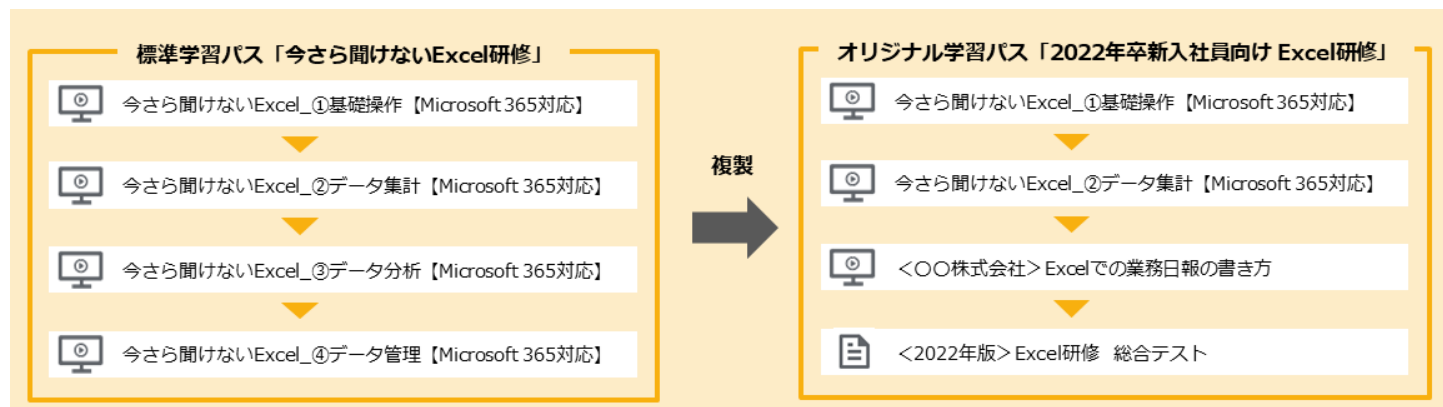 標準学習パス「今さら聞けないExcel研修」
今さら聞けないExcel_①基礎操作【Microsoft 365対応】
今さら聞けないExcel_②データ集計【Microsoft 365対応】
今さら聞けないExcel_③データ分析【Microsoft 365対応】
今さら聞けないExcel_④データ管理【Microsoft 365対応】
複製
オリジナル学習パス「2022年卒新入社員向け Excel研修」
今さら聞けないExcel_①基礎操作【Microsoft 365対応】
今さら聞けないExcel_②データ集計【Microsoft 365対応】
＜〇〇株式会社＞Excelでの業務日報の書き方
＜2022年版＞Excel研修 総合テスト